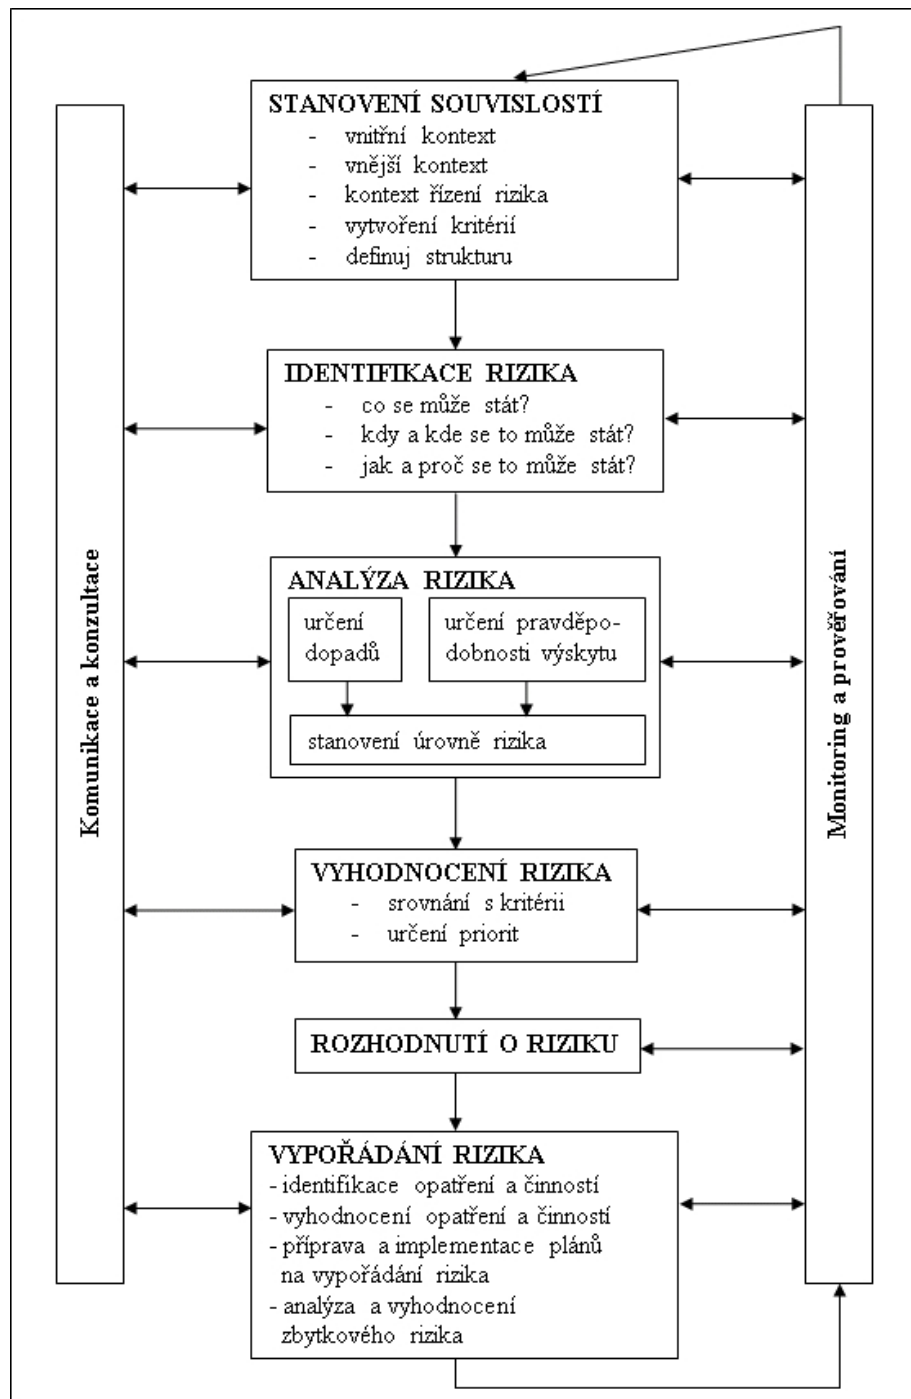 STANOVENÍ SOUVISLOSTÍ
- vnitřní kontext
- vnější kontext
- kontext řízení rizika
- vytvoření kritérií
- definuj strukturu
IDENTIFIKACE RIZIKA
- co se může stát?
- kdy a kde se to může stát?
- jak a proč se to může stát?
Komunikace a konzultace
Monitoring a prověřování
ANALÝZA RIZIKA
určení
dopadů
určení pravděpo-
dobnosti výskytu
stanovení úrovně rizika
VYHODNOCENÍ RIZIKA
- srovnání s kritérii
- určení priorit
ROZHODNUTÍ O RIZIKU
VYPOŘÁDÁNÍ RIZIKA
- identifikace opatření a činností
- vyhodnocení opatření a činností
- příprava a implementace plánů
na vypořádání rizika
- analýza a vyhodnocení
zbytkového rizika